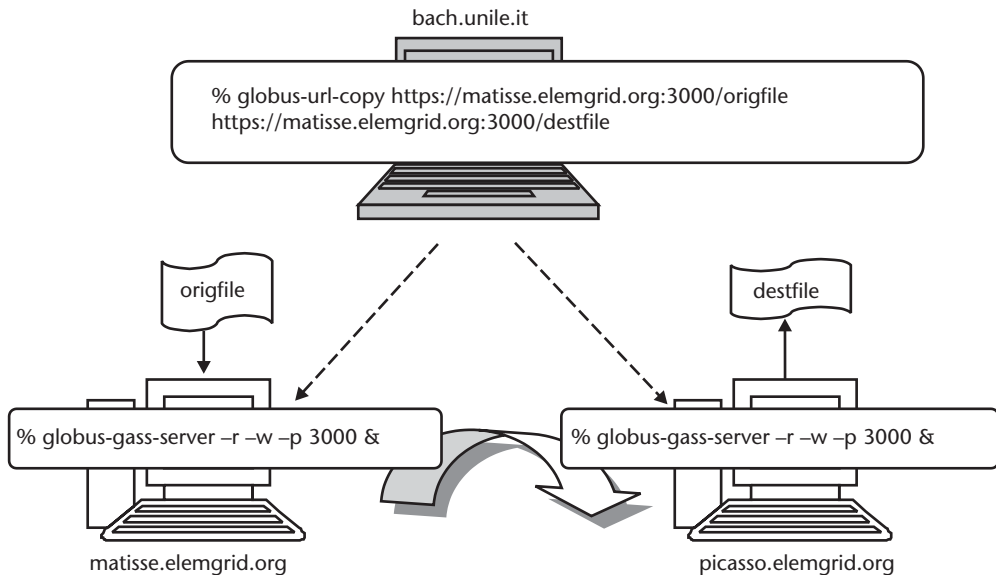 bach.unile.it
% globus-url-copy https://matisse.elemgrid.org:3000/origfile
https://matisse.elemgrid.org:3000/destfile
origfile
destfile
% globus-gass-server –r –w –p 3000 &
% globus-gass-server –r –w –p 3000 &
matisse.elemgrid.org
picasso.elemgrid.org